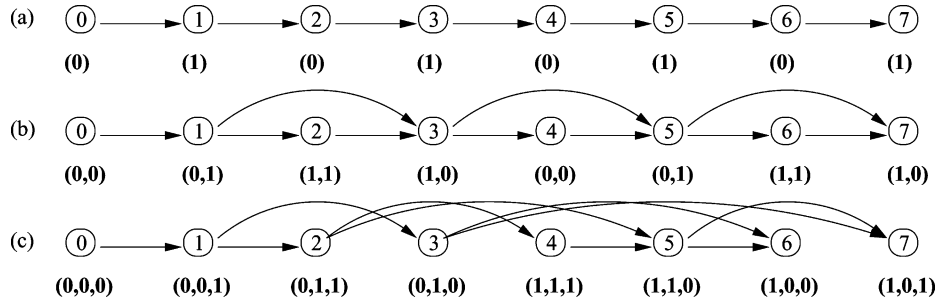 (a) 0 1 2 3 4 5 6 7
(0) (1) (0) (1) (0) (1) (0) (1)
(b) 0 1 2 3 4 5 6 7
(0,0) (0,1) (1,1) (1,0) (0,0) (0,1) (1,1) (1,0)
(c) 0 1 2 3 4 5 6 7
(0,0,0) (0,0,1) (0,1,1) (0,1,0) (1,1,1) (1,1,0) (1,0,0) (1,0,1)